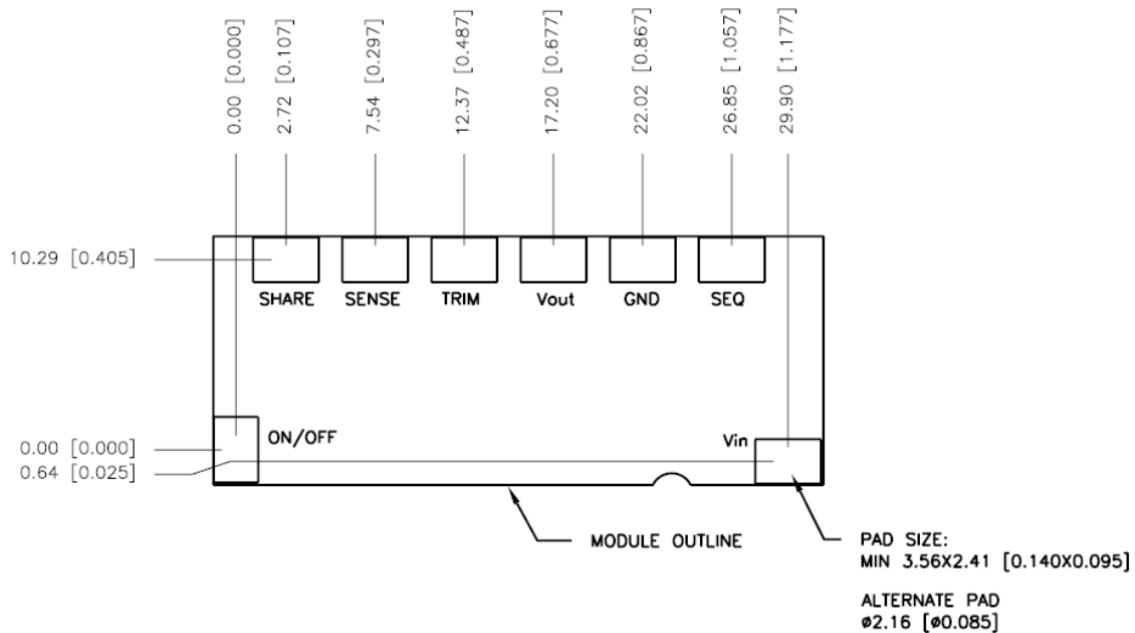 0.00 [0.000]
2.72 [0.107]
7.54 [0.297]
12.37 [0.487]
17.20 [0.677]
22.02 [0.867]
26.85 [1.057]
29.90 [1.177]
10.29 [0.405]
SHARE
SENSE
TRIM
Vout
GND
SEQ
ON/OFF
Vin
0.00 [0.000]
0.64 [0.025]
MODULE OUTLINE
PAD SIZE:
MIN 3.56X2.41 [0.140X0.095]
ALTERNATE PAD
ø2.16 [ø0.085]